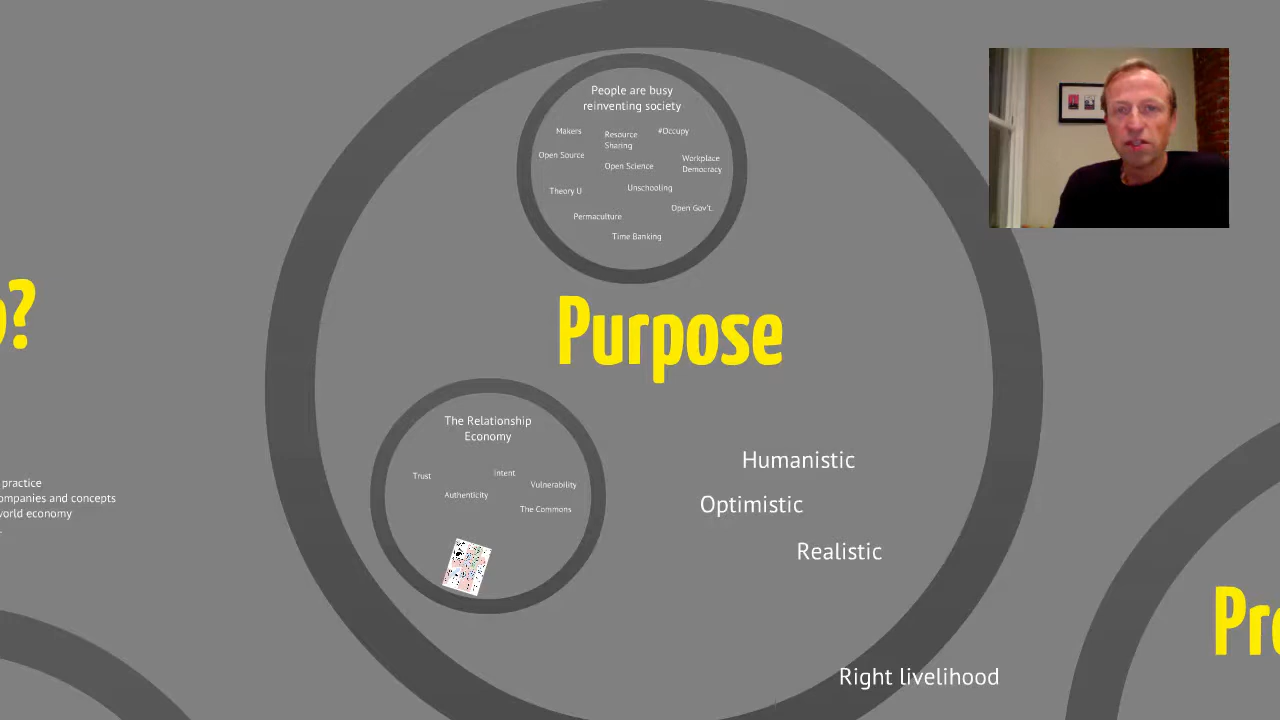 People are busy
reinventing society
Makers
Resource
Sharing
#Occupy
Open Source
Open Science
Workplace
Democracy
Theory U
Unschooling
Permaculture
Open Gov't.
Time Banking
?
Purpose
The Relationship
Economy
Trust
Intent
Authenticity
Vulnerability
The Commons
Humanistic
Optimistic
Realistic
practice
ompanies and concepts
world economy
Pr
Right livelihood